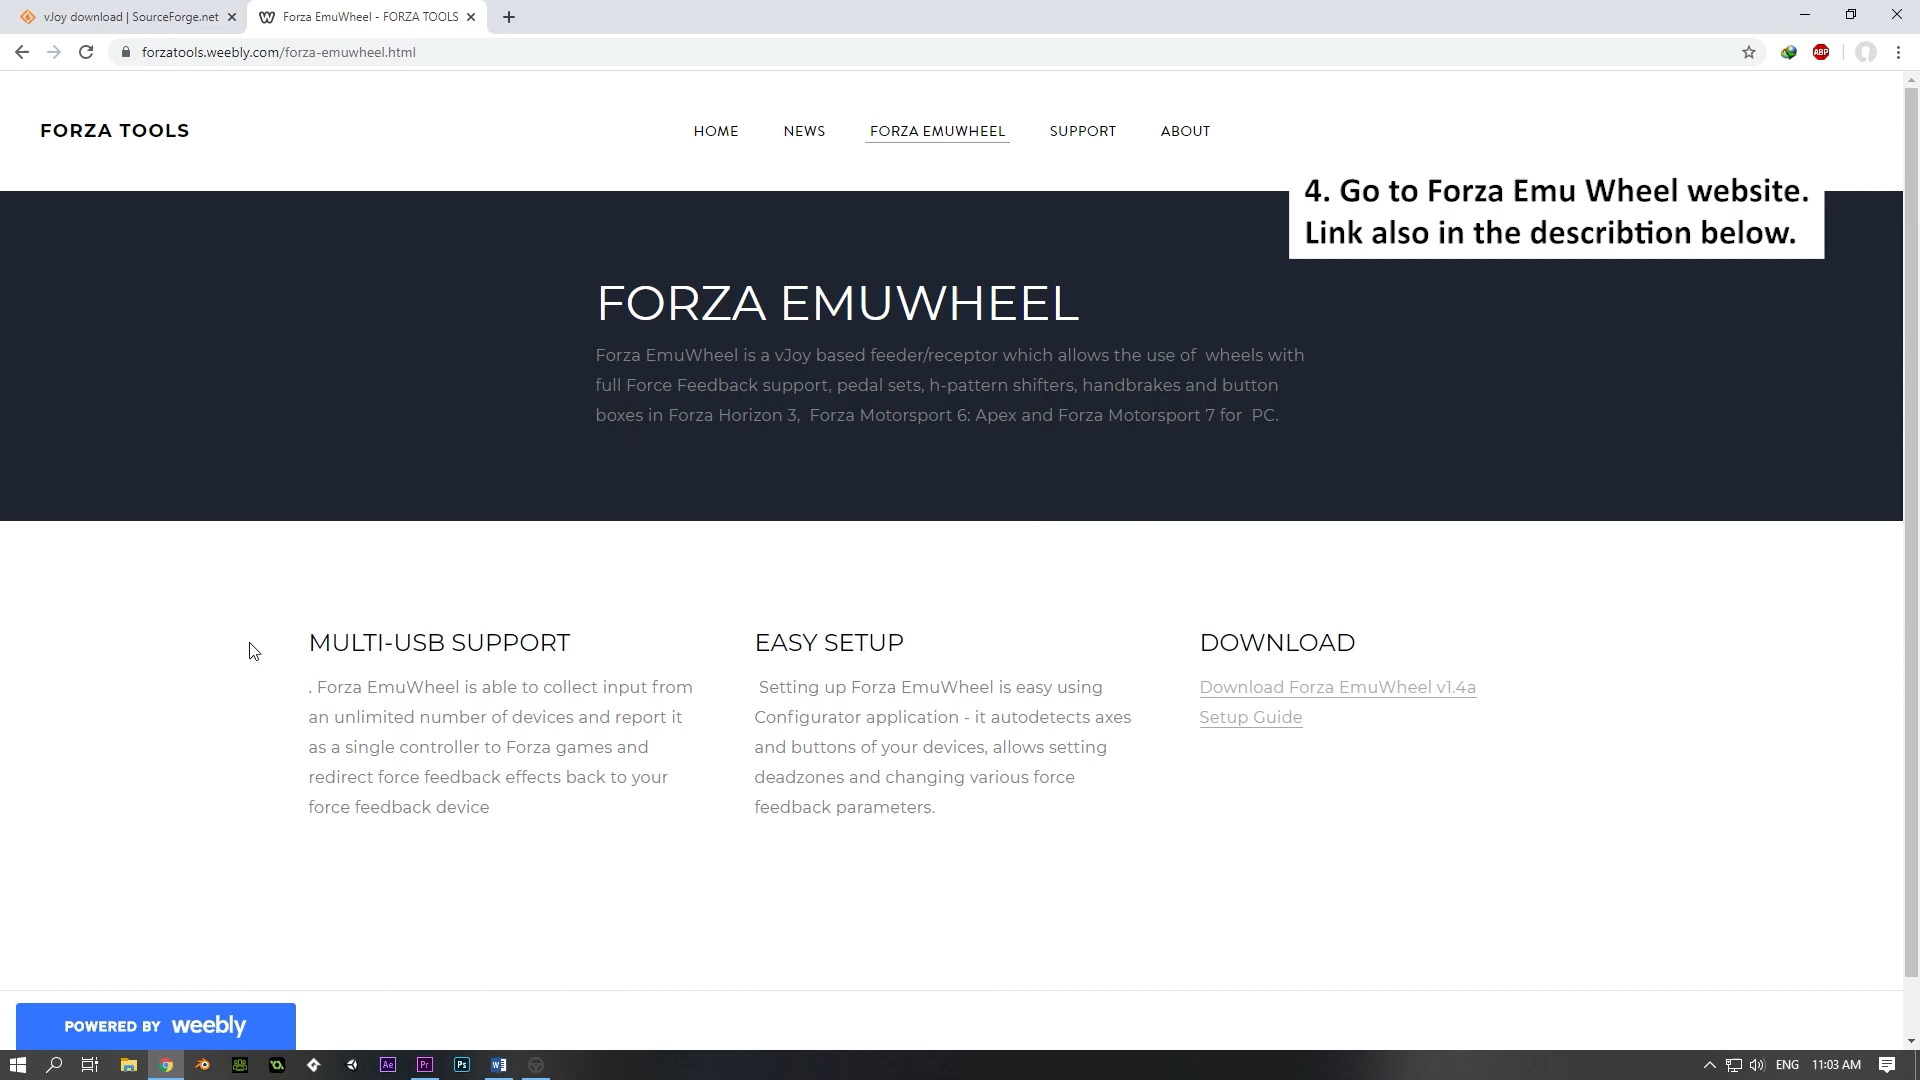 vJoy download | SourceForge.net
Forza EmuWheel - FORZA TOOLS
forzatools.weebly.com/forza-emuwheel.html
ABP
FORZA TOOLS
HOME
NEWS
FORZA EMUWHEEL
SUPPORT
ABOUT
4. Go to Forza Emu Wheel website.
Link also in the describtion below.
FORZA EMUWHEEL
Forza EmuWheel is a vJoy based feeder/receptor which allows the use of wheels with
full Force Feedback support, pedal sets, h-pattern shifters, handbrakes and button
boxes in Forza Horizon 3, Forza Motorsport 6: Apex and Forza Motorsport 7 for PC.
MULTI-USB SUPPORT
. Forza EmuWheel is able to collect input from
an unlimited number of devices and report it
as a single controller to Forza games and
redirect force feedback effects back to your
force feedback device
EASY SETUP
Setting up Forza EmuWheel is easy using
Configurator application - it autodetects axes
and buttons of your devices, allows setting
deadzones and changing various force
feedback parameters.
DOWNLOAD
Download Forza EmuWheel v1.4a
Setup Guide
POWERED BY weebly
Ae
Pr
Ps
W
ENG
11:03 AM